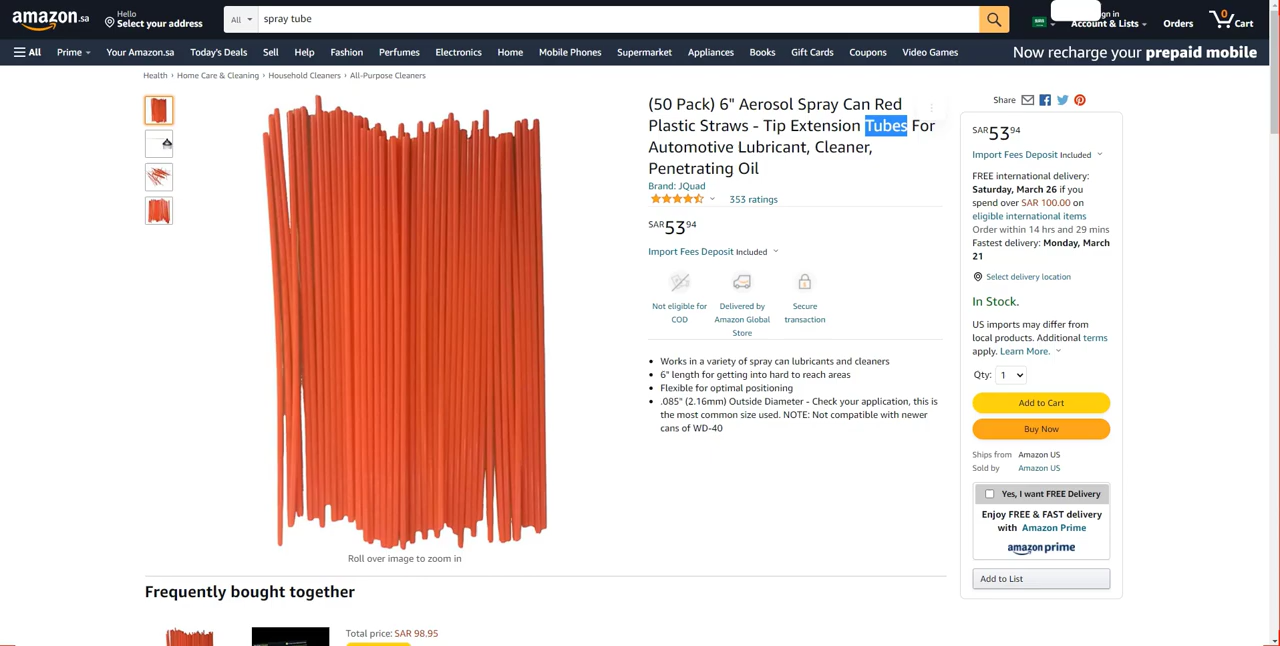 amazon.sa
Hello
Select your address
All
spray tube
gn in
Account & Lists
Orders
0
Cart
All
Prime
Your Amazon.sa
Today's Deals
Sell
Help
Fashion
Perfumes
Electronics
Home
Mobile Phones
Supermarket
Appliances
Books
Gift Cards
Coupons
Video Games
Now recharge your prepaid mobile
Health › Home Care & Cleaning › Household Cleaners › All-Purpose Cleaners
Roll over image to zoom in
(50 Pack) 6" Aerosol Spray Can Red
Plastic Straws - Tip Extension Tubes For
Automotive Lubricant, Cleaner,
Penetrating Oil
Brand: JQuad
353 ratings
SAR53 94
Import Fees Deposit Included
Not eligible for
COD
Delivered by
Amazon Global
Store
Secure
transaction
• Works in a variety of spray can lubricants and cleaners
• 6" length for getting into hard to reach areas
• Flexible for optimal positioning
• .085" (2.16mm) Outside Diameter - Check your application, this is
the most common size used. NOTE: Not compatible with newer
cans of WD-40
Share
SAR53 94
Import Fees Deposit Included
FREE international delivery:
Saturday, March 26 if you
spend over SAR 100.00 on
eligible international items
Order within 14 hrs and 29 mins
Fastest delivery: Monday, March
21
Select delivery location
In Stock.
US imports may differ from
local products. Additional terms
apply. Learn More.
Qty: 1
Add to Cart
Buy Now
Ships from Amazon US
Sold by Amazon US
Yes, I want FREE Delivery
Enjoy FREE & FAST delivery
with Amazon Prime
amazon prime
Add to List
Frequently bought together
Total price: SAR 98.95